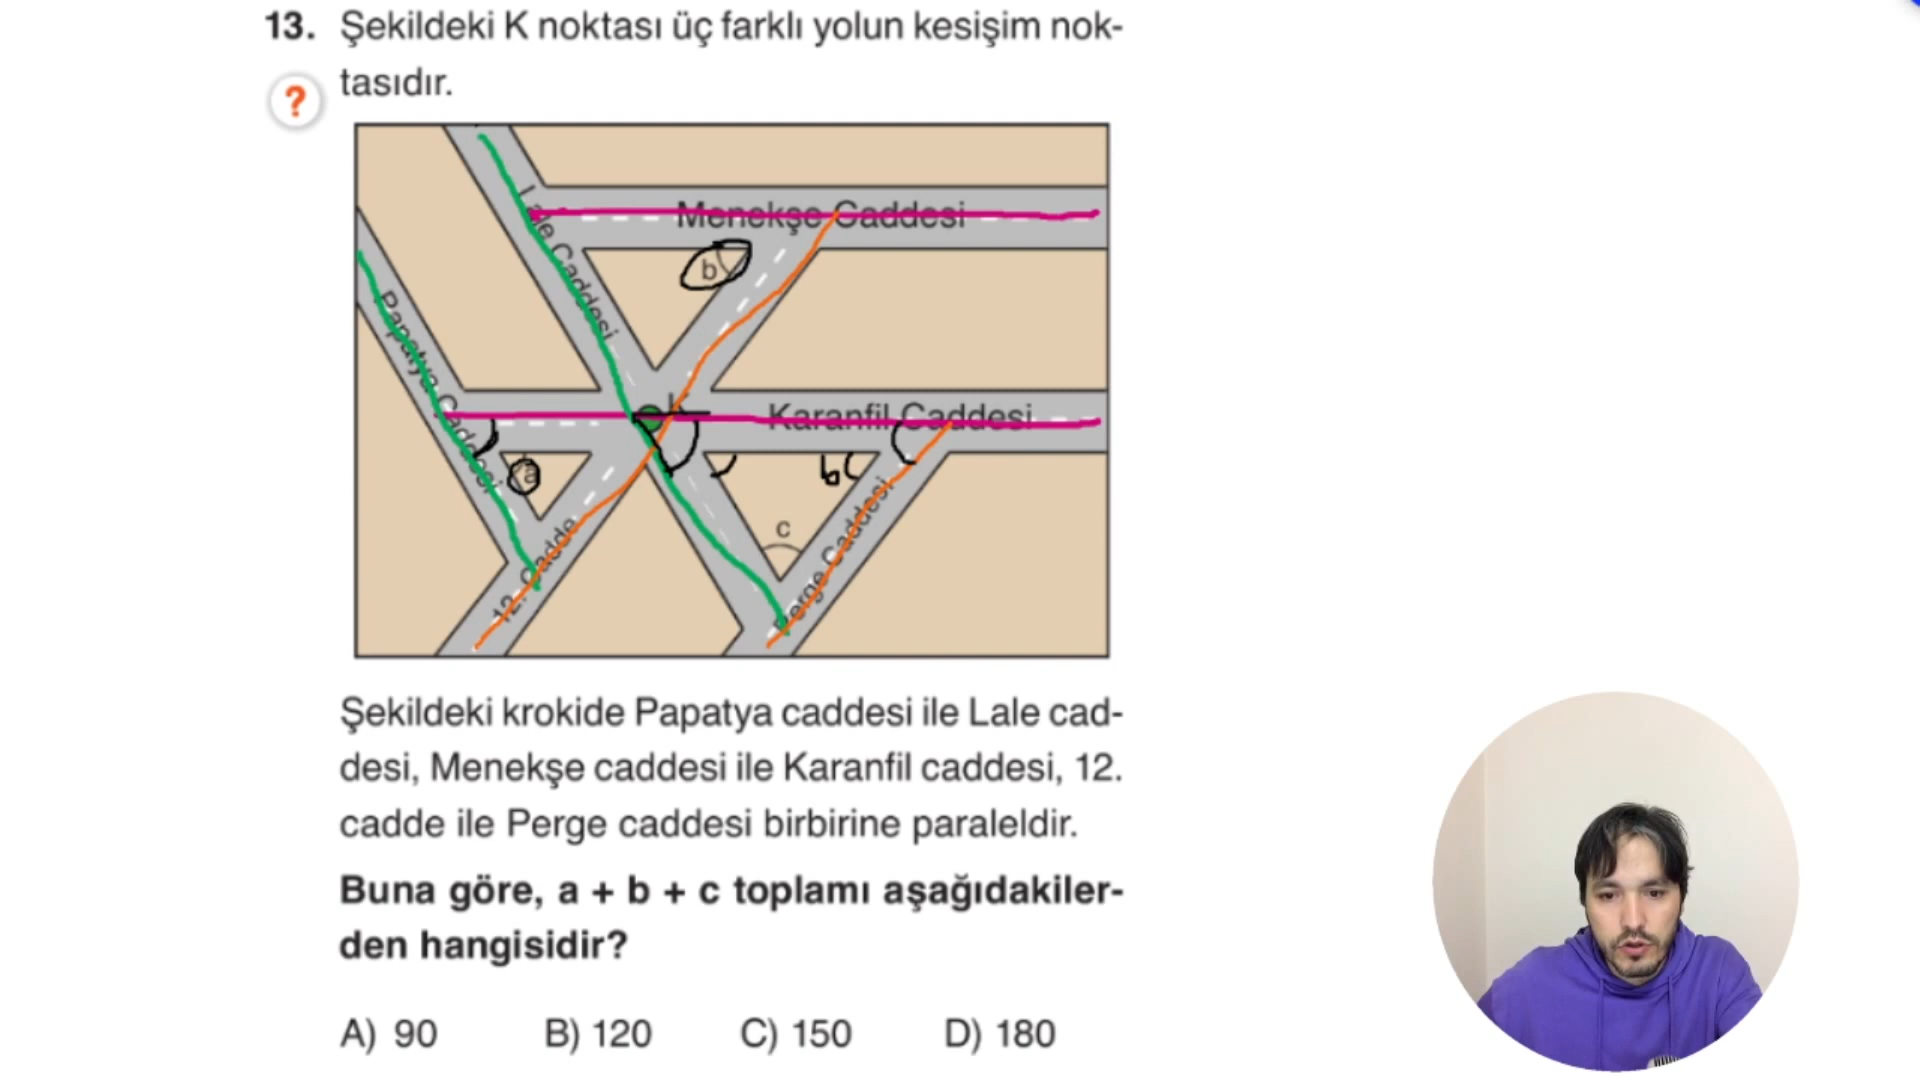 13. Şekildeki K noktası üç farklı yolun kesişim nok-
tasıdır.
?
Lale Caddesi
Menekşe Caddesi
b
Papatya Caddesi
K
Karanfil Caddesi
a
b
c
12. Cadde
Perge Caddesi
Şekildeki krokide Papatya caddesi ile Lale cad-
desi, Menekşe caddesi ile Karanfil caddesi, 12.
cadde ile Perge caddesi birbirine paraleldir.
Buna göre, a + b + c toplamı aşağıdakiler-
den hangisidir?
A) 90 B) 120 C) 150 D) 180